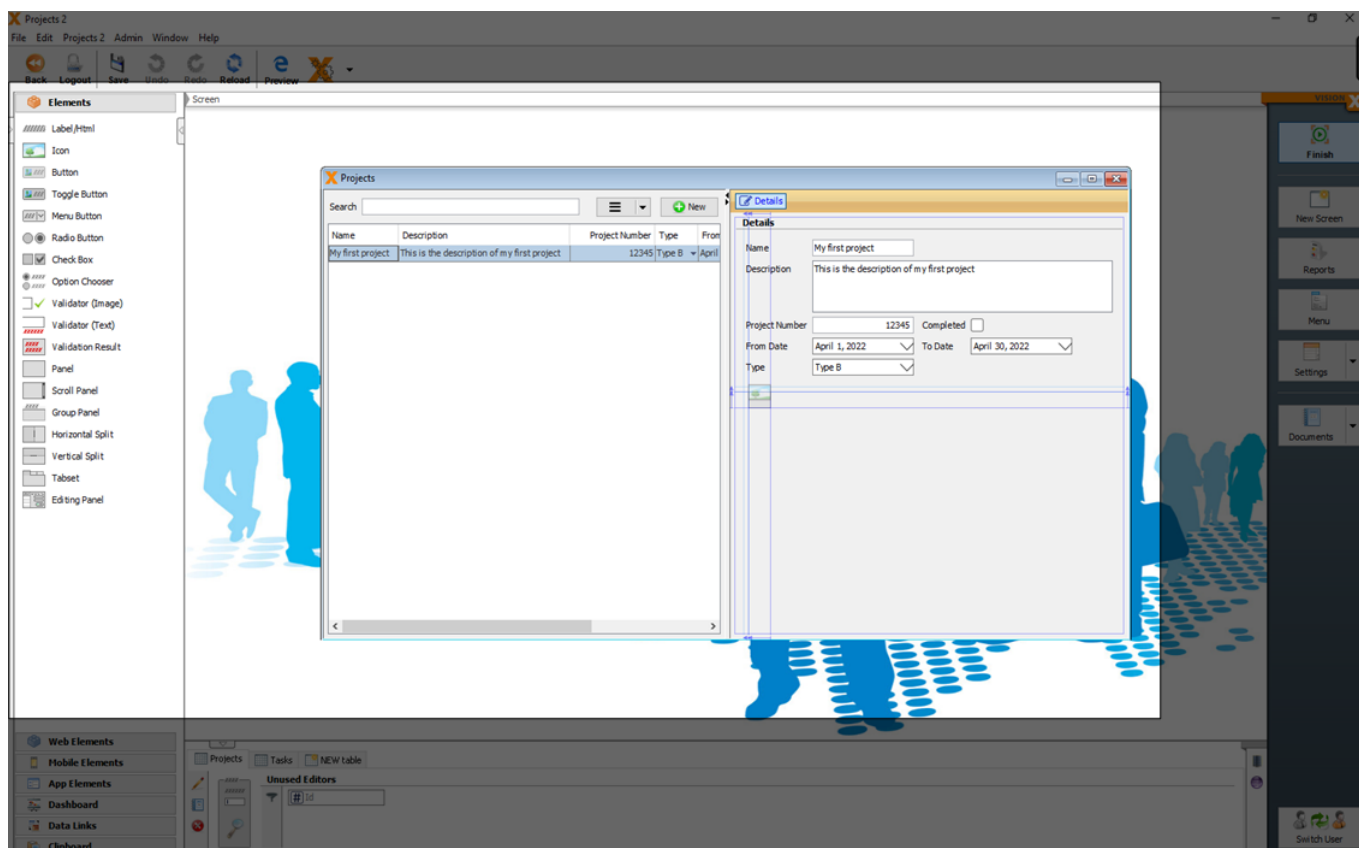 Projects 2
File Edit Projects 2 Admin Window Help
Back Logout Save Undo Redo Reload Preview
Elements
Label/Html
Icon
Button
Toggle Button
Menu Button
Radio Button
Check Box
Option Chooser
Validator (Image)
Validator (Text)
Validation Result
Panel
Scroll Panel
Group Panel
Horizontal Split
Vertical Split
Tabset
Editing Panel
Web Elements
Mobile Elements
App Elements
Dashboard
Data Links
Clipboard
Screen
Projects
Search
New
Name Description Project Number Type From
My first project This is the description of my first project 12345 Type B April
Details
Details
Name My first project
Description This is the description of my first project
Project Number 12345 Completed
From Date April 1, 2022 To Date April 30, 2022
Type Type B
Projects Tasks NEW table
Unused Editors
# Id
VISION X
Finish
New Screen
Reports
Menu
Settings
Documents
Switch User